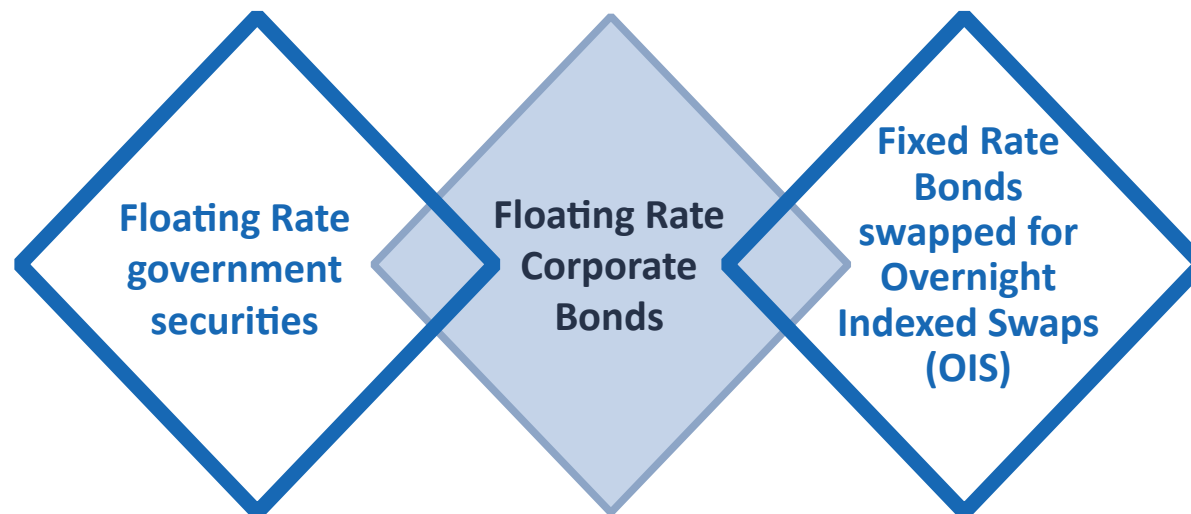 Floating Rate
government
securities
Floating Rate
Corporate
Bonds
Fixed Rate
Bonds
swapped for
Overnight
Indexed Swaps
(OIS)